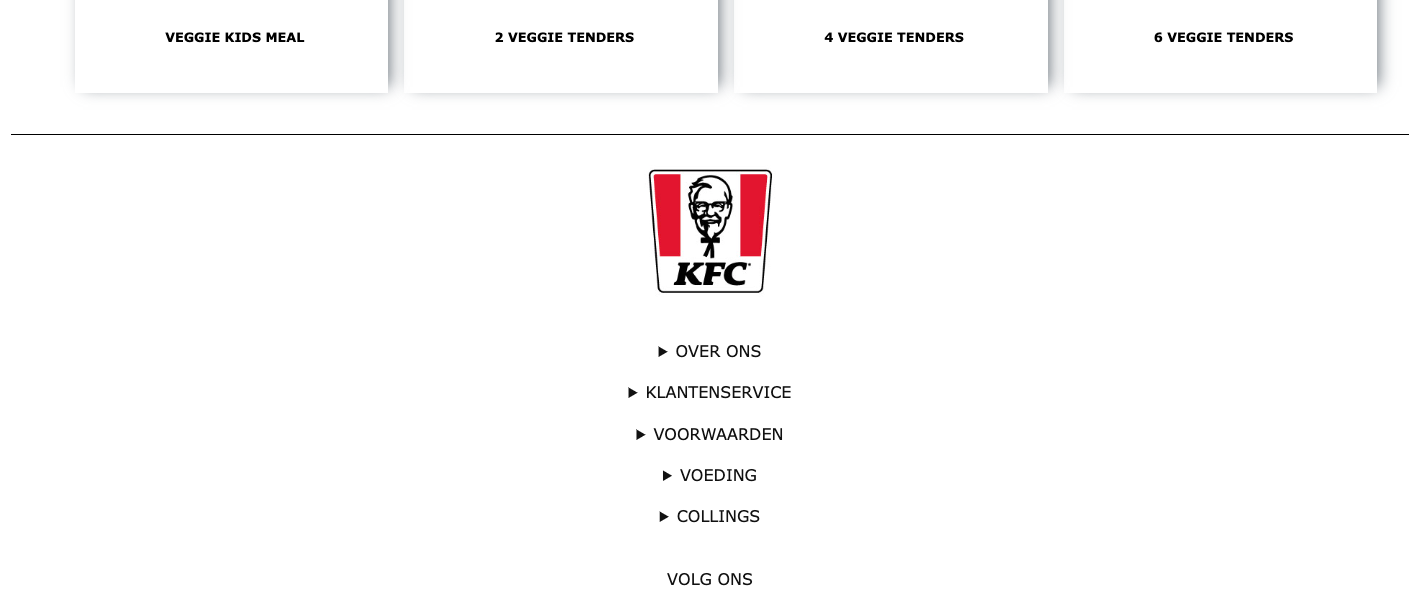 VEGGIE KIDS MEAL
2 VEGGIE TENDERS
4 VEGGIE TENDERS
6 VEGGIE TENDERS
KFC
OVER ONS
KLANTENSERVICE
VOORWAARDEN
VOEDING
COLLINGS
VOLG ONS